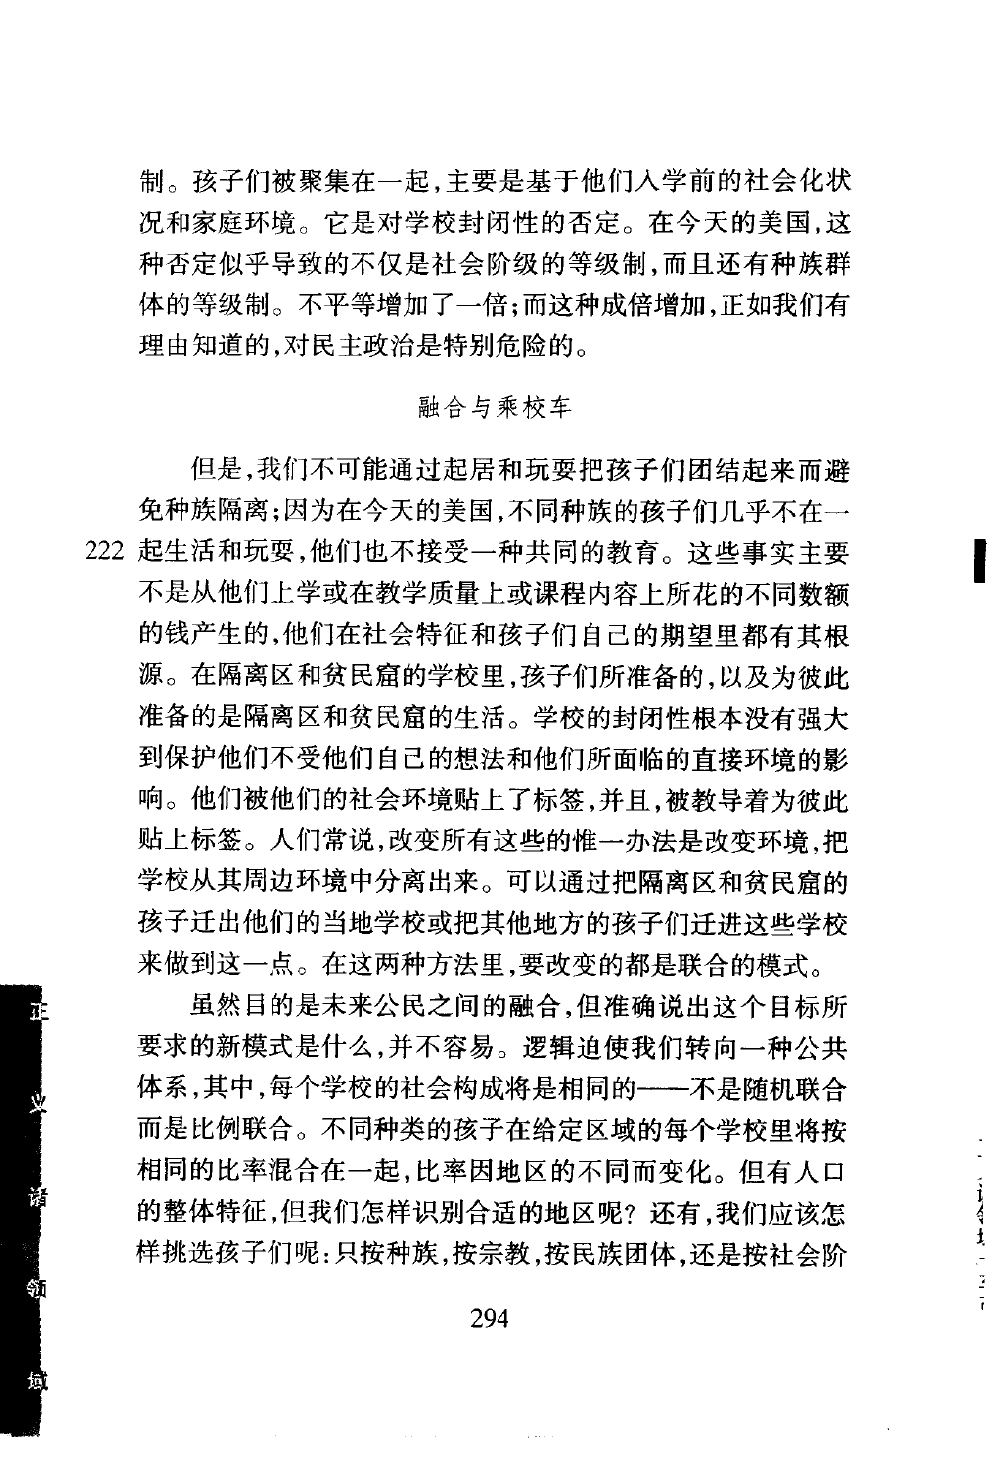 制。孩子们被聚集在一起,主要是基于他们入学前的社会化状
况和家庭环境。它是对学校封闭性的否定。在今天的美国,这
种否定似乎导致的不仅是社会阶级的等级制,而且还有种族群
体的等级制。不平等增加了一倍;而这种成倍增加,正如我们有
理由知道的,对民主政治是特别危险的。
融合与乘校车
但是,我们不可能通过起居和玩耍把孩子们团结起来而避
免种族隔离;因为在今天的美国,不同种族的孩子们几乎不在一
222 起生活和玩耍,他们也不接受一种共同的教育。这些事实主要
不是从他们上学或在教学质量上或课程内容上所花的不同数额
的钱产生的,他们在社会特征和孩子们自己的期望里都有其根
源。在隔离区和贫民窟的学校里,孩子们所准备的,以及为彼此
准备的是隔离区和贫民窟的生活。学校的封闭性根本没有强大
到保护他们不受他们自己的想法和他们所面临的直接环境的影
响。他们被他们的社会环境贴上了标签,并且,被教导着为彼此
贴上标签。人们常说,改变所有这些的惟一办法是改变环境,把
学校从其周边环境中分离出来。可以通过把隔离区和贫民窟的
孩子迁出他们的当地学校或把其他地方的孩子们迁进这些学校
来做到这一点。在这两种方法里,要改变的都是联合的模式。
虽然目的是未来公民之间的融合,但准确说出这个目标所
要求的新模式是什么,并不容易。逻辑迫使我们转向一种公共
体系,其中,每个学校的社会构成将是相同的——不是随机联合
而是比例联合。不同种类的孩子在给定区域的每个学校里将按
相同的比率混合在一起,比率因地区的不同而变化。但有人口
的整体特征,但我们怎样识别合适的地区呢？还有,我们应该怎
样挑选孩子们呢:只按种族,按宗教,按民族团体,还是按社会阶
294
正义诸领域